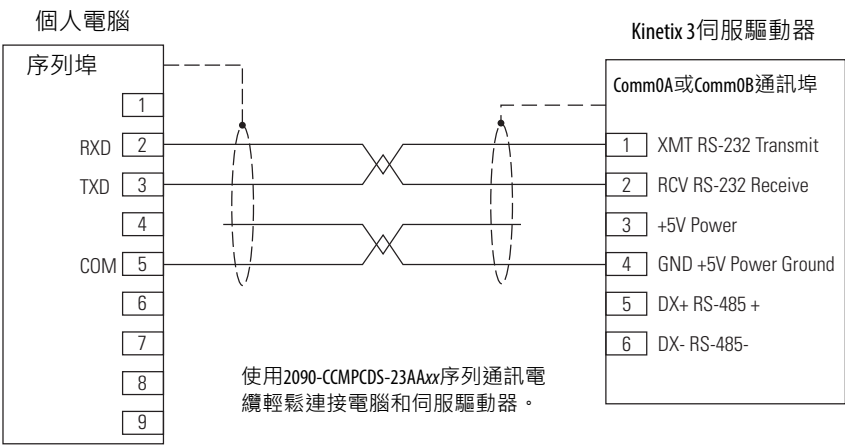 個人電腦
序列埠
1
RXD 2
TXD 3
4
COM 5
6
7
8
9
Kinetix 3伺服驅動器
Comm0A或Comm0B通訊埠
1 XMT RS-232 Transmit
2 RCV RS-232 Receive
3 +5V Power
4 GND +5V Power Ground
5 DX+ RS-485 +
6 DX- RS-485-
使用2090-CCMPCDS-23AAxx序列通訊電
纜輕鬆連接電腦和伺服驅動器。